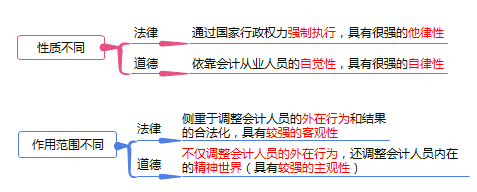 性质不同
法律
通过国家行政权力强制执行，具有很强的他律性
道德
依靠会计从业人员的自觉性，具有很强的自律性
作用范围不同
法律
侧重于调整会计人员的外在行为和结果
的合法化，具有较强的客观性
道德
不仅调整会计人员的外在行为，还调整会计人员内在
的精神世界（具有较强的主观性）